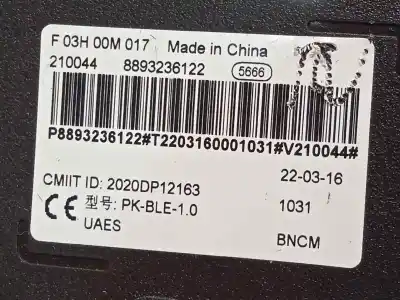 F 03H 00M 017 Made in China
210044 8893236122 5666
P8893236122#T2203160001031#V210044#
CMIIT ID: 2020DP12163 22-03-16
CE 型号: PK-BLE-1.0 1031
UAES BNCM